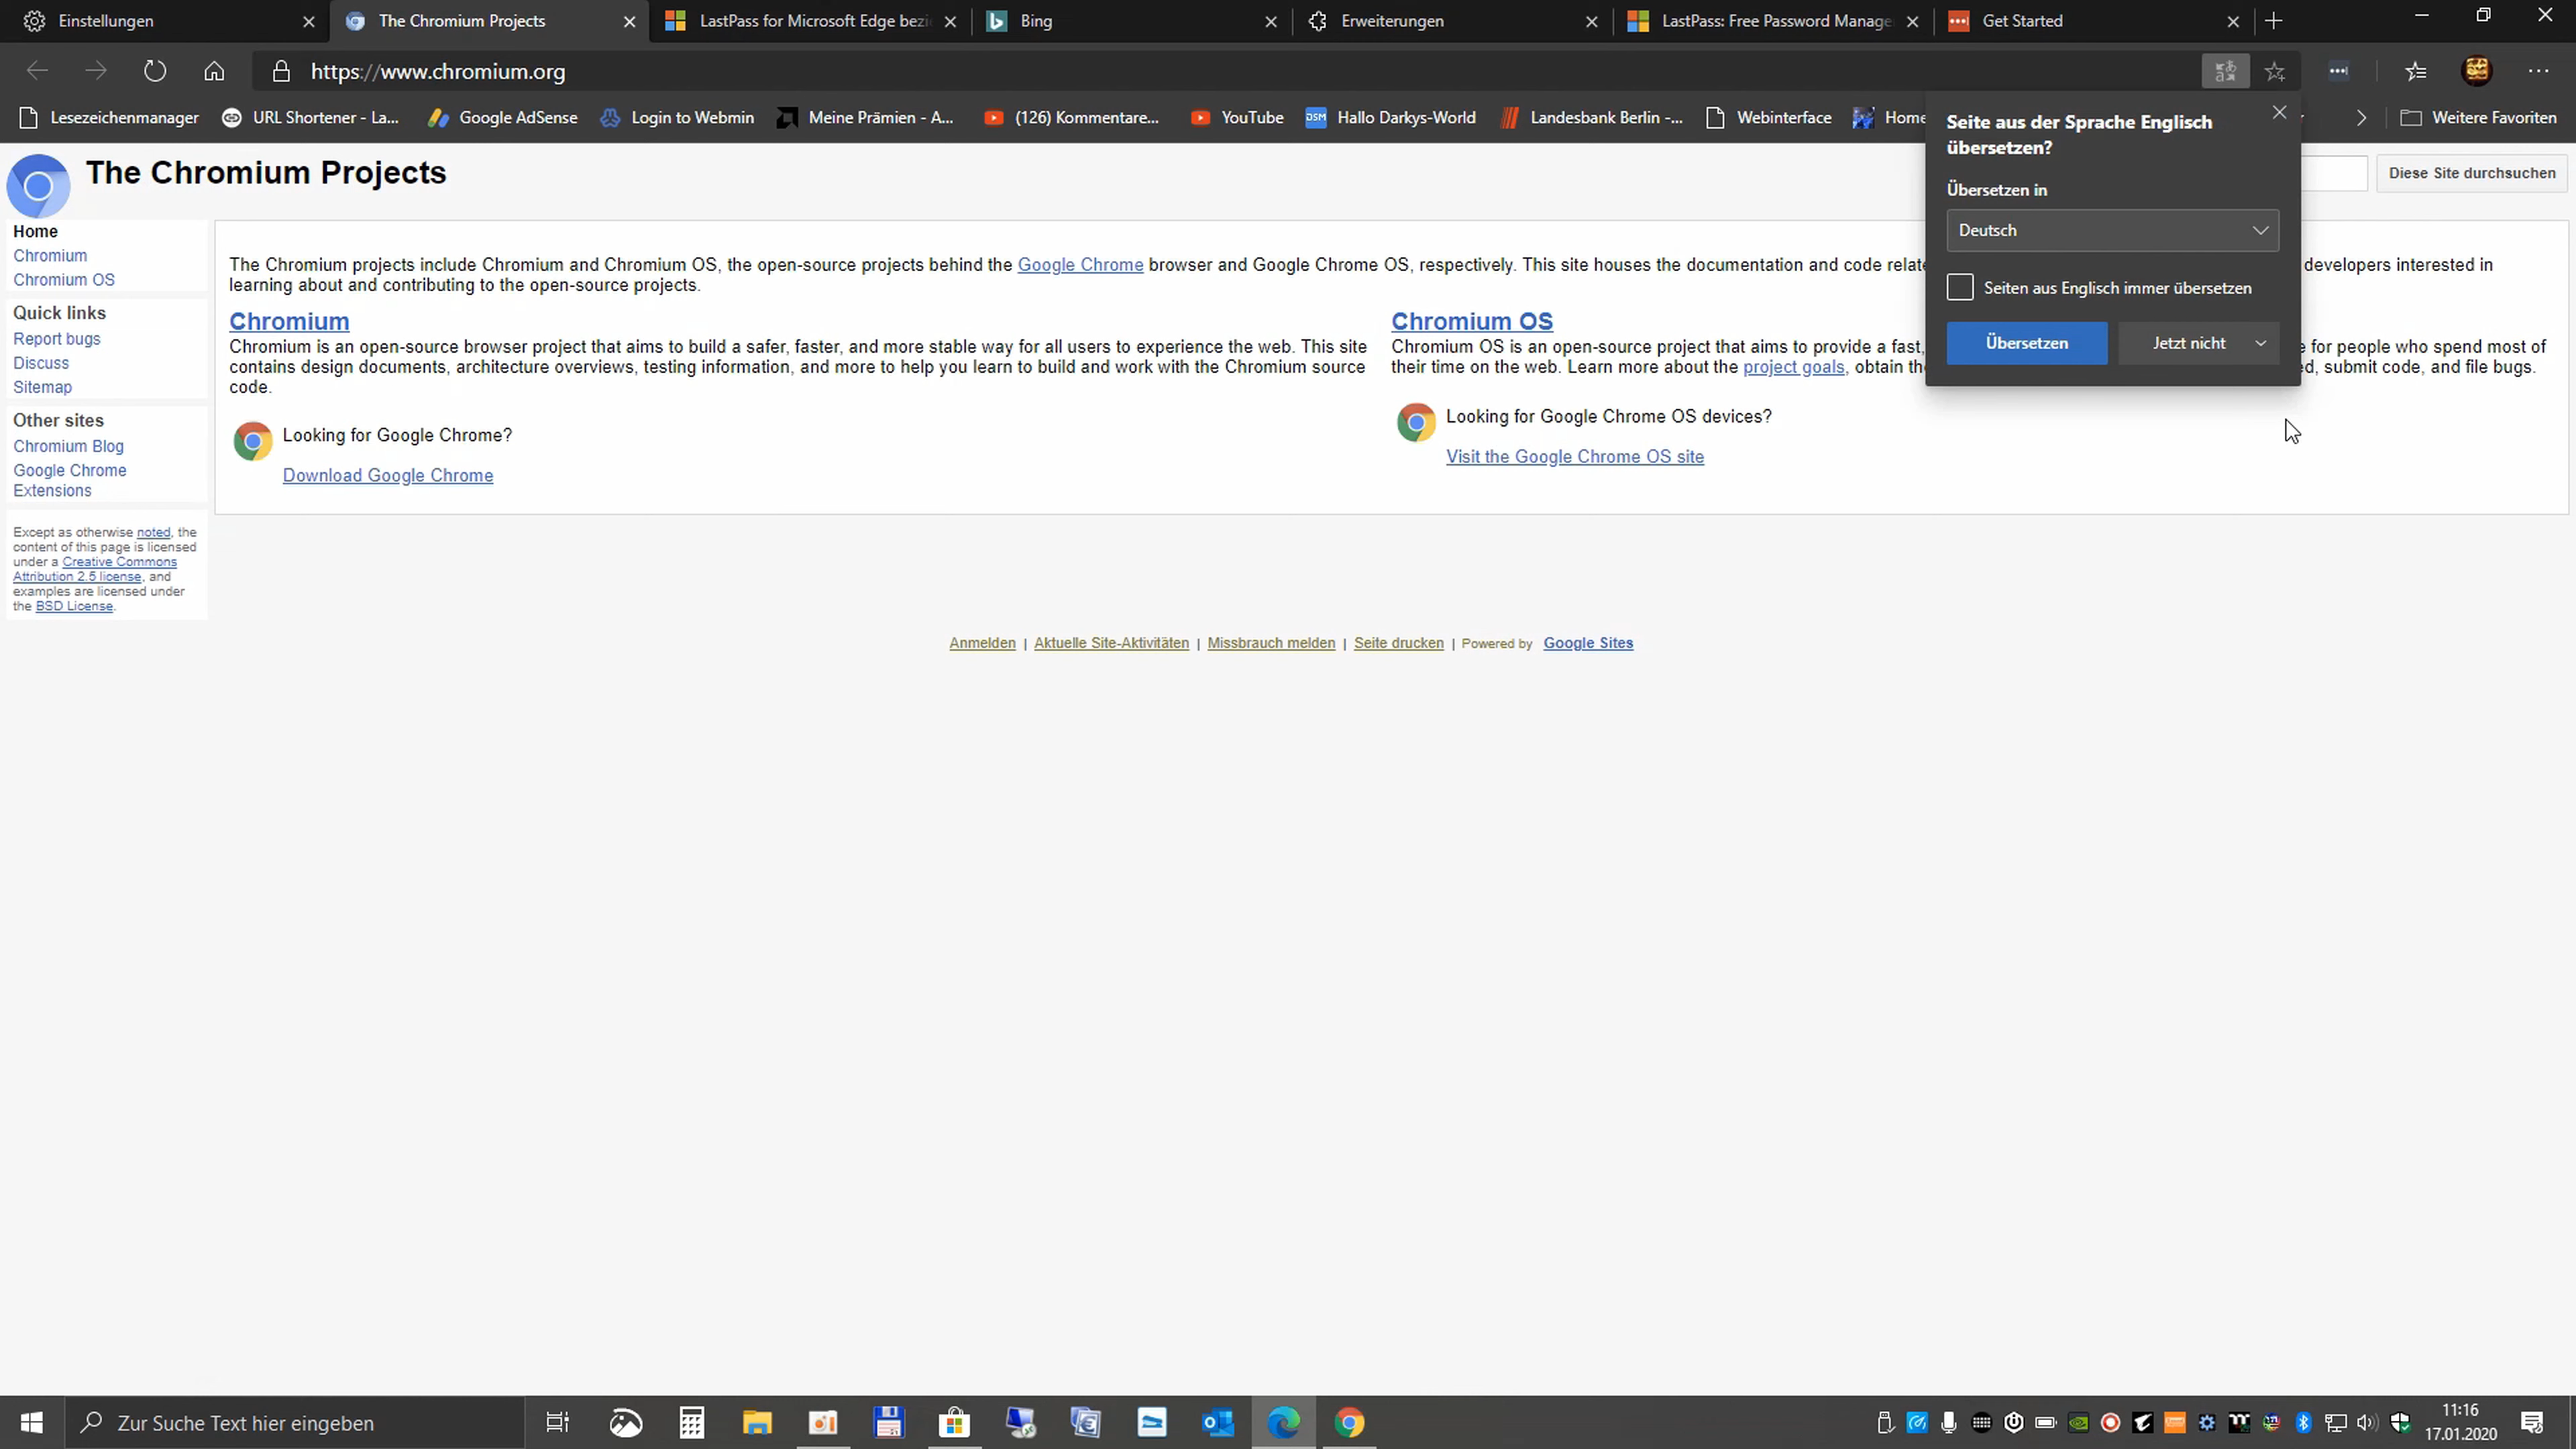 Einstellungen
The Chromium Projects
LastPass for Microsoft Edge bezi
Bing
Erweiterungen
LastPass: Free Password Manage
Get Started
https://www.chromium.org
Lesezeichenmanager
URL Shortener - La...
Google AdSense
Login to Webmin
Meine Prämien - A...
(126) Kommentare...
YouTube
DSM
Hallo Darkys-World
Landesbank Berlin -...
Webinterface
Home
Weitere Favoriten
Seite aus der Sprache Englisch
übersetzen?
Übersetzen in
Deutsch
Seiten aus Englisch immer übersetzen
Übersetzen
Jetzt nicht
The Chromium Projects
Diese Site durchsuchen
Home
Chromium
Chromium OS
Quick links
Report bugs
Discuss
Sitemap
Other sites
Chromium Blog
Google Chrome
Extensions
Except as otherwise noted, the
content of this page is licensed
under a Creative Commons
Attribution 2.5 license, and
examples are licensed under
the BSD License.
The Chromium projects include Chromium and Chromium OS, the open-source projects behind the Google Chrome browser and Google Chrome OS, respectively. This site houses the documentation and code relate developers interested in
learning about and contributing to the open-source projects.
Chromium
Chromium is an open-source browser project that aims to build a safer, faster, and more stable way for all users to experience the web. This site
contains design documents, architecture overviews, testing information, and more to help you learn to build and work with the Chromium source
code.
Looking for Google Chrome?
Download Google Chrome
Chromium OS
Chromium OS is an open-source project that aims to provide a fast, e for people who spend most of
their time on the web. Learn more about the project goals, obtain the d, submit code, and file bugs.
Looking for Google Chrome OS devices?
Visit the Google Chrome OS site
Anmelden | Aktuelle Site-Aktivitäten | Missbrauch melden | Seite drucken | Powered by Google Sites
Zur Suche Text hier eingeben
11:16
17.01.2020